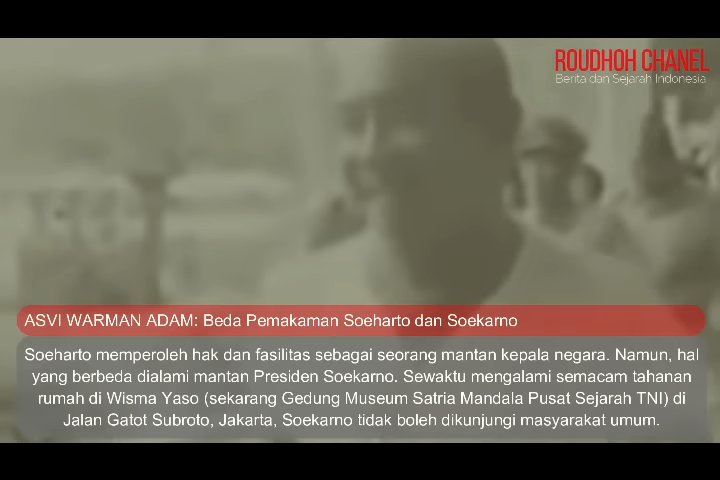 ROUDHOH CHANEL
Berita dan Sejarah Indonesia
ASVI WARMAN ADAM: Beda Pemakaman Soeharto dan Soekarno
Soeharto memperoleh hak dan fasilitas sebagai seorang mantan kepala negara. Namun, hal
yang berbeda dialami mantan Presiden Soekarno. Sewaktu mengalami semacam tahanan
rumah di Wisma Yaso (sekarang Gedung Museum Satria Mandala Pusat Sejarah TNI) di
Jalan Gatot Subroto, Jakarta, Soekarno tidak boleh dikunjungi masyarakat umum.